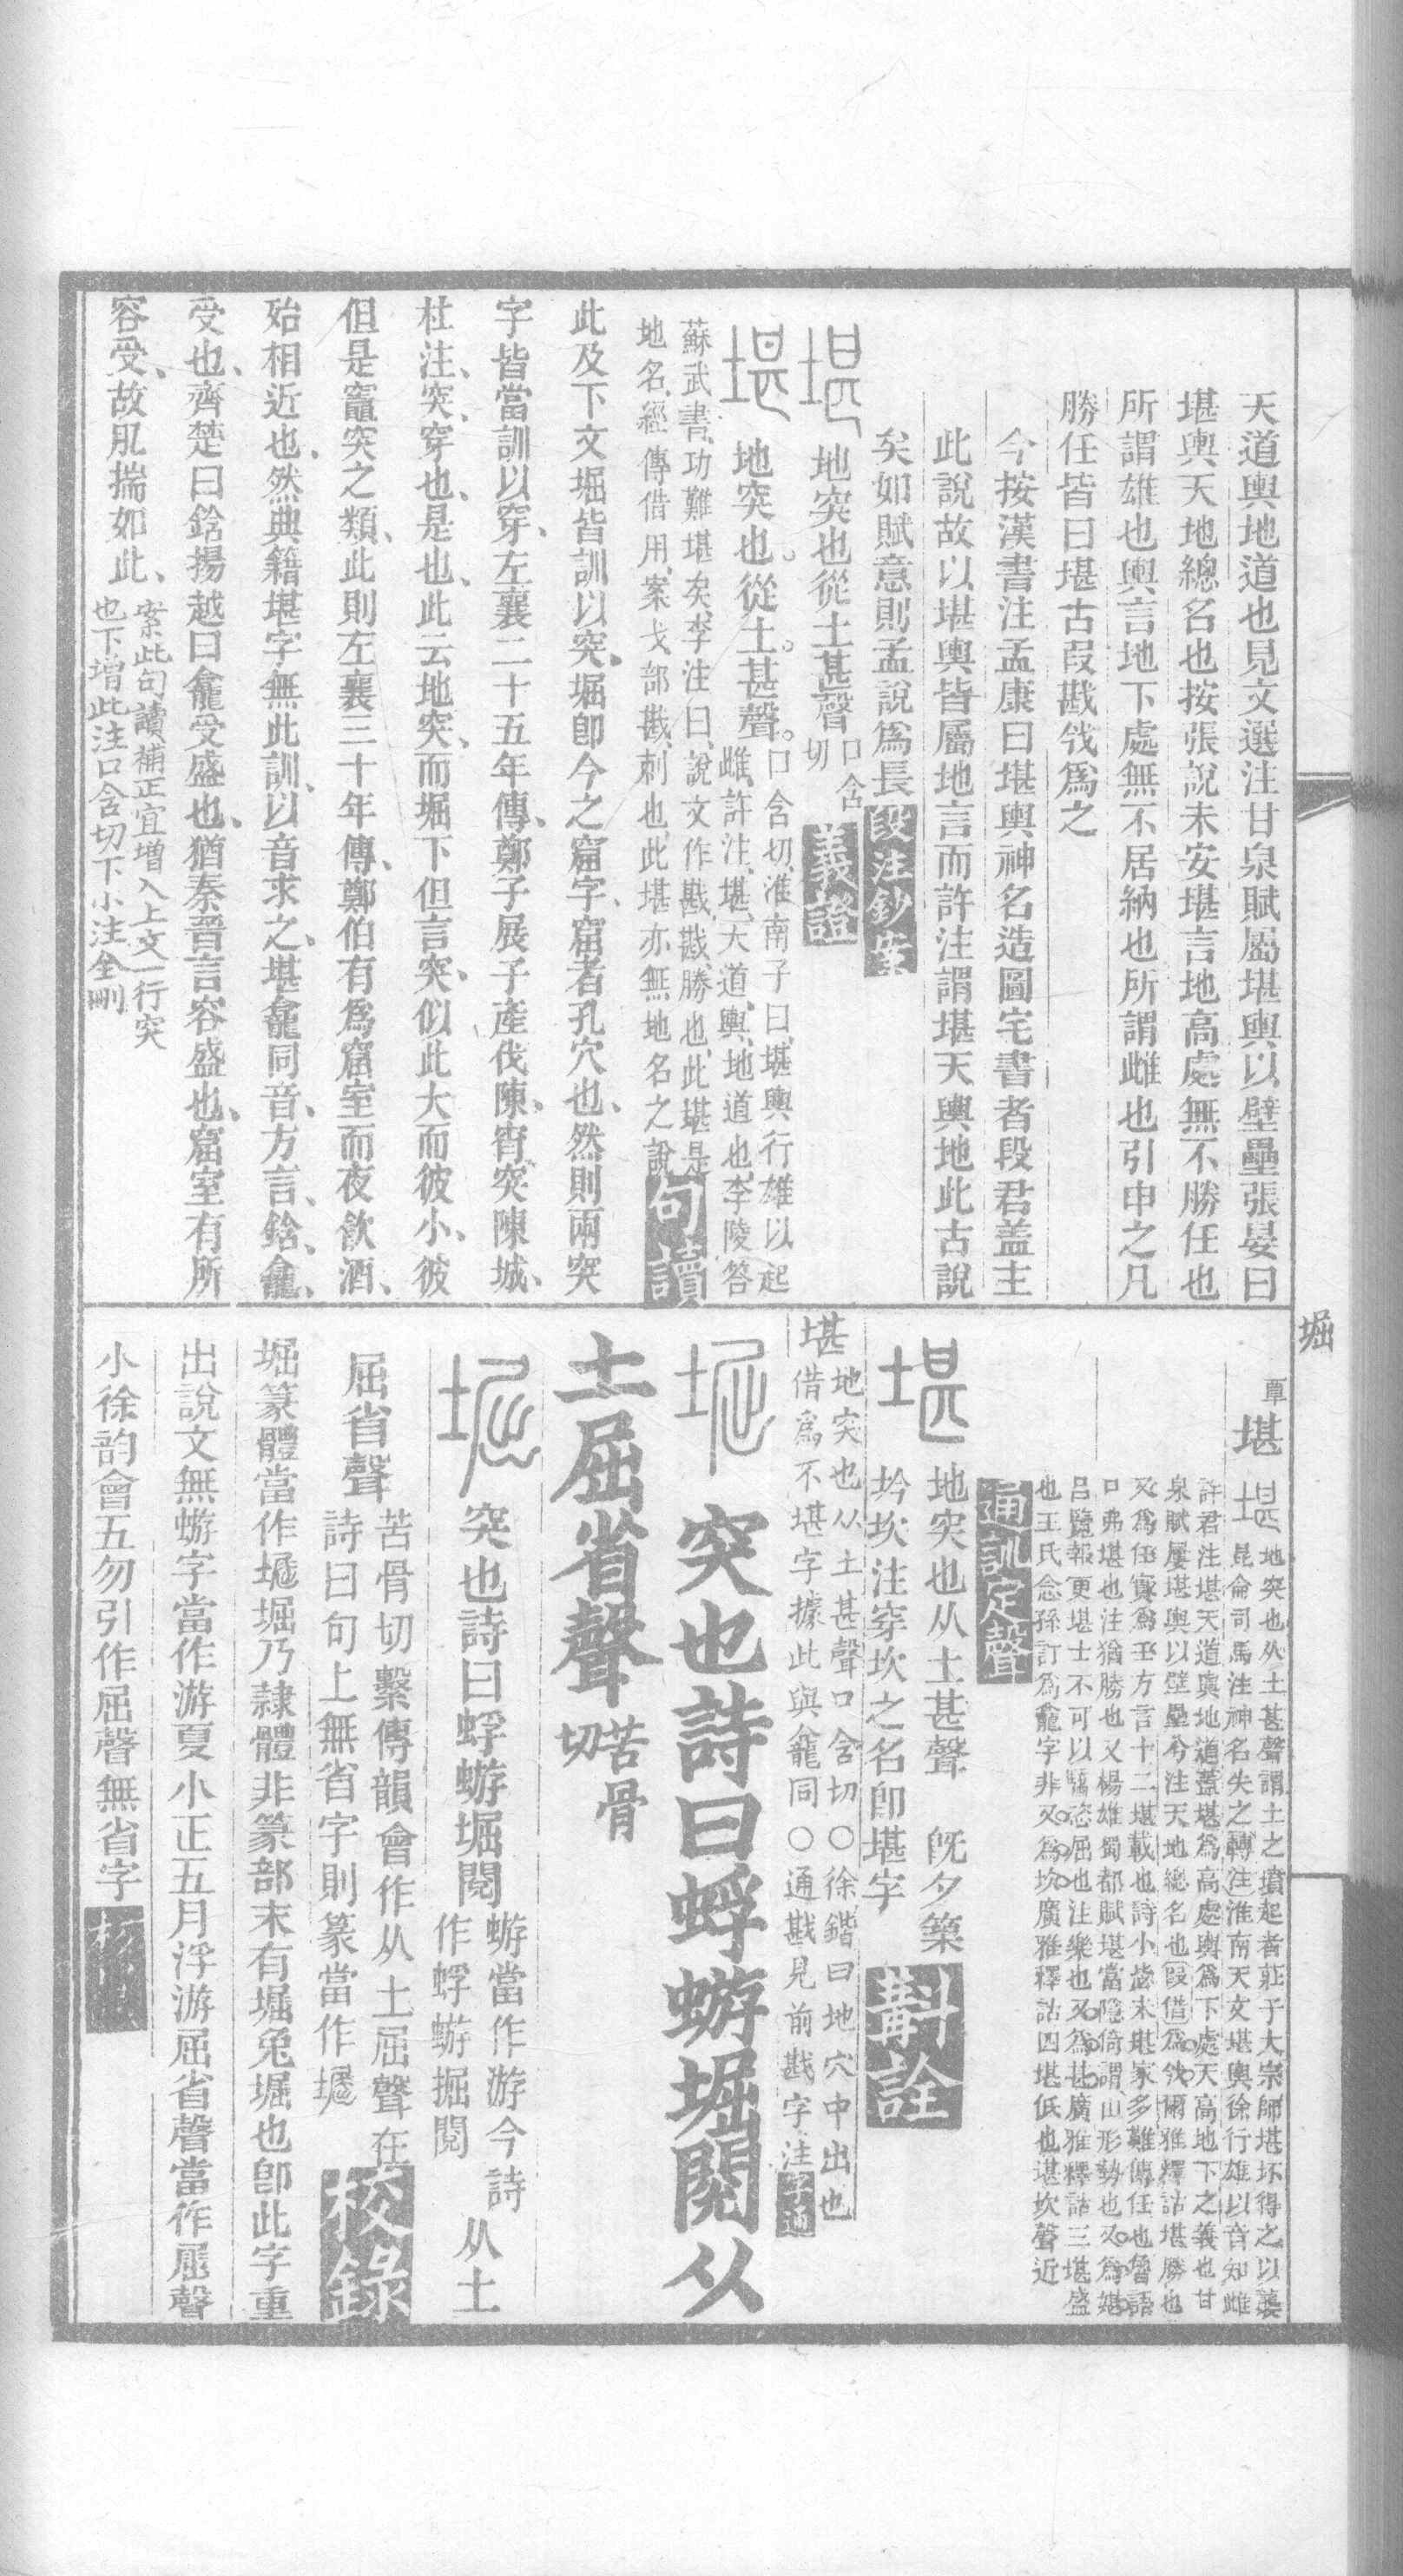 天道輿地道也見文選注甘泉賦屬堪輿以壁壘張晏曰
堪輿天地總名也按張說未安堪言地高處無不勝任也
所謂雄也輿言地下處無不居納也所謂雌也引申之凡
勝任皆曰堪古叚戡𢦟爲之
今按漢書注孟康曰堪輿神名造圖宅書者段君盖主
此說故以堪輿皆屬地言而許注謂堪天輿地此古說
矣如賦意則孟說爲長 段注鈔案
堪 地突也從土甚聲 口含
切 義證
堪 地突也從土甚聲 口含切淮南子曰堪輿行雄以起
雌許注堪天道輿地道也李陵答
蘇武書功難堪矣李注曰說文作戡戡勝也此堪是
地名經傳借用案戈部戡刺也此堪亦無地名之說 句讀
此及下文堀皆訓以突堀卽今之窟字窟者孔穴也然則兩突
字皆當訓以穿左襄二十五年傳鄭子展子產伐陳宵突陳城
杜注突穿也是也此云地突而堀下但言突似此大而彼小彼
但是竈突之類此則左襄三十年傳鄭伯有爲窟室而夜飲酒
殆相近也然典籍堪字無此訓以音求之堪龕同音方言鋡龕
受也齊楚曰鋡揚越曰龕受盛也猶秦晉言容盛也窟室有所
容受故肊揣如此 案此句讀補正宜增入上文一行突
也下增此注口含切下小注全刪
堀
覃 堪 堪 地突也从土甚聲謂土之墳起者莊子大宗師堪坏得之以襲
昆侖司馬注神名失之轉注淮南天文堪輿徐行雄以音知雌
許君注堪天道輿地道蓋堪爲高處輿爲下處天高地下之義也甘
泉賦屬堪輿以壁壘兮注天地總名也叚借爲𢦟爾雅釋詁堪勝也
又爲任實爲壬方言十二堪載也詩小毖未堪家多難傳任也魯語
口弗堪也注猶勝也又楊雄蜀都賦堪當隱倚謂山形勢也又爲媅
呂覽報更堪士不可以驕恣屈也注樂也又爲甚廣雅釋詁三堪盛
也王氏念孫訂爲龕字非又爲坎廣雅釋詁四堪低也堪坎聲近
通訓定聲
堪 地突也从土甚聲 旣夕築
坅坎注穿坎之名卽堪字 斠詮
堪 地突也从土甚聲口含切〇徐鍇曰地穴中出也
借爲不堪字據此與龕同〇通戡見前戡字注 字通
堀 突也詩曰蜉蝣堀閱从
土屈省聲 苦骨
切
堀 突也詩曰蜉蝣堀閱 蝣當作游今詩
作蜉蝣掘閱 从土
屈省聲 苦骨切繫傳韻會作从土屈聲在
詩曰句上無省字則篆當作𡒨 校錄
堀篆體當作𡒨堀乃隸體非篆部末有堀兔堀也卽此字重
出說文無蝣字當作游夏小正五月浮游屈省聲當作屈聲
小徐韵會五勿引作屈聲無省字